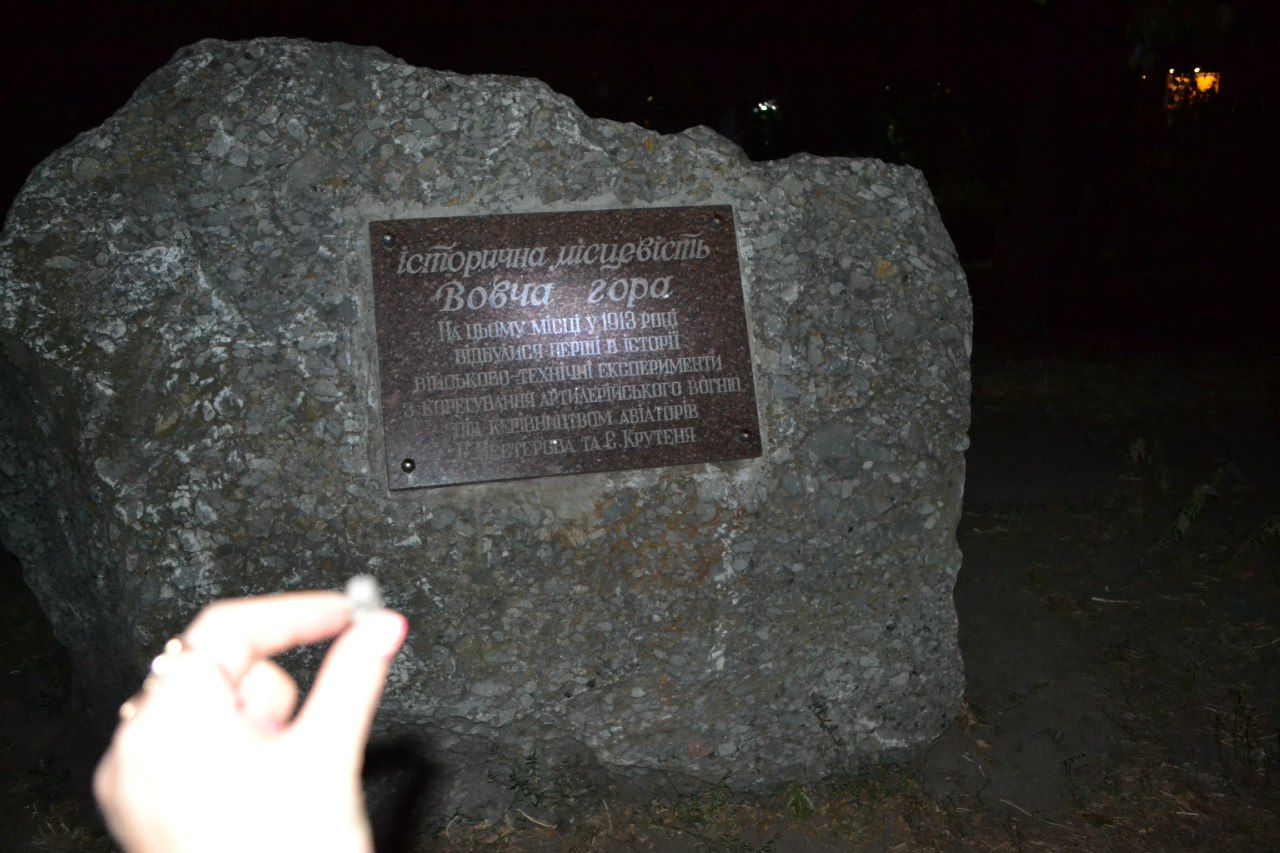 історична місцевість
Вовча гора
На цьому місці у 1913 році
відбулися перші в історії
військово-технічні експерименти
з корегування артилерійського вогню
під керівництвом авіаторів
Нестерова та Є. Крутеня